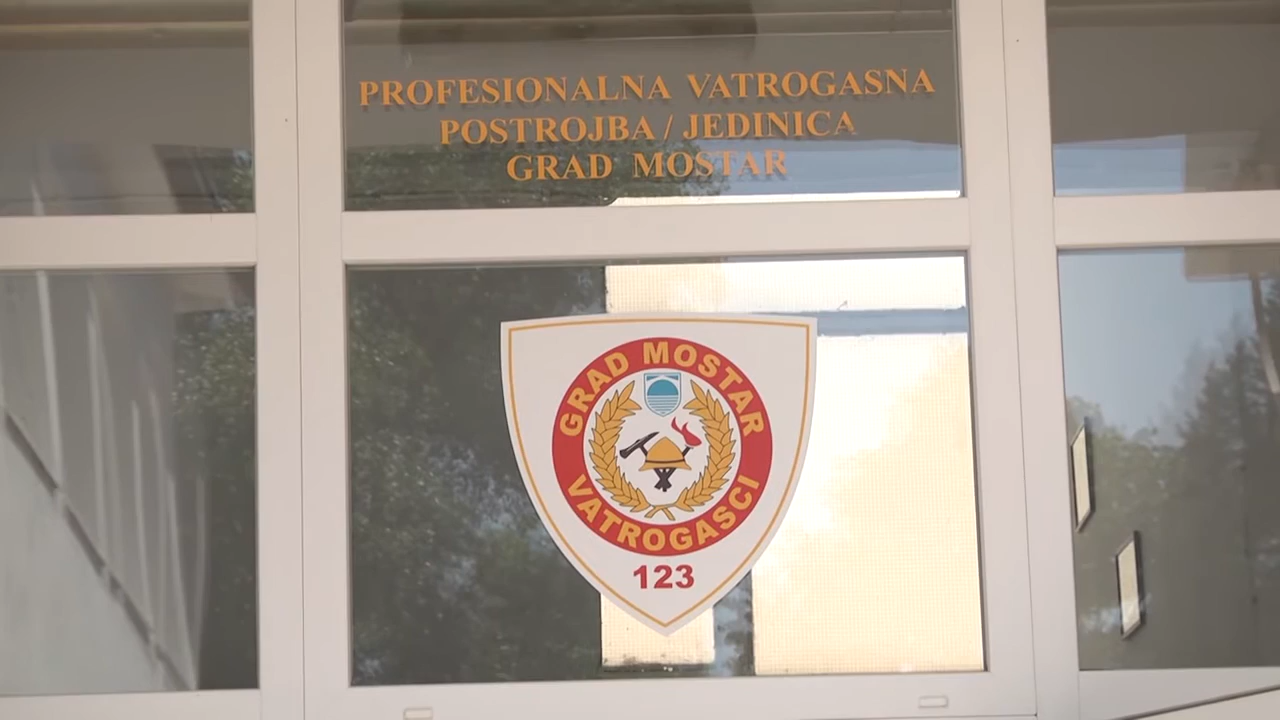 PROFESIONALNA VATROGASNA
POSTROJBA / JEDINICA
GRAD MOSTAR
GRAD MOSTAR
VATROGASCI
123